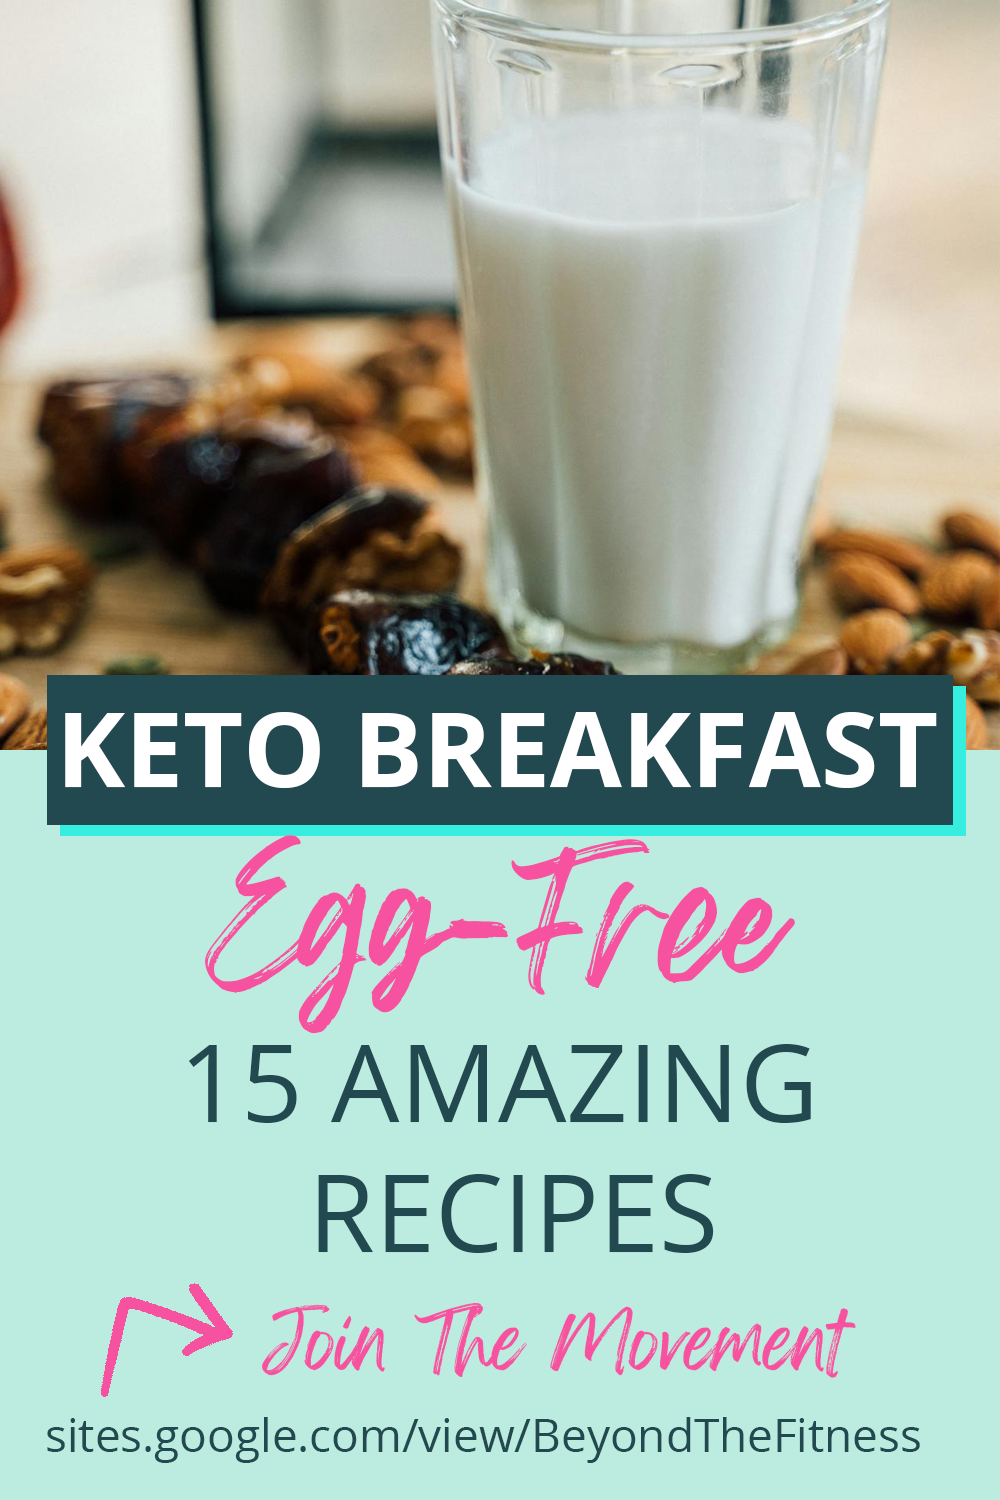 KETO BREAKFAST
Egg-Free
15 AMAZING
RECIPES
Join The Movement
sites.google.com/view/BeyondTheFitness